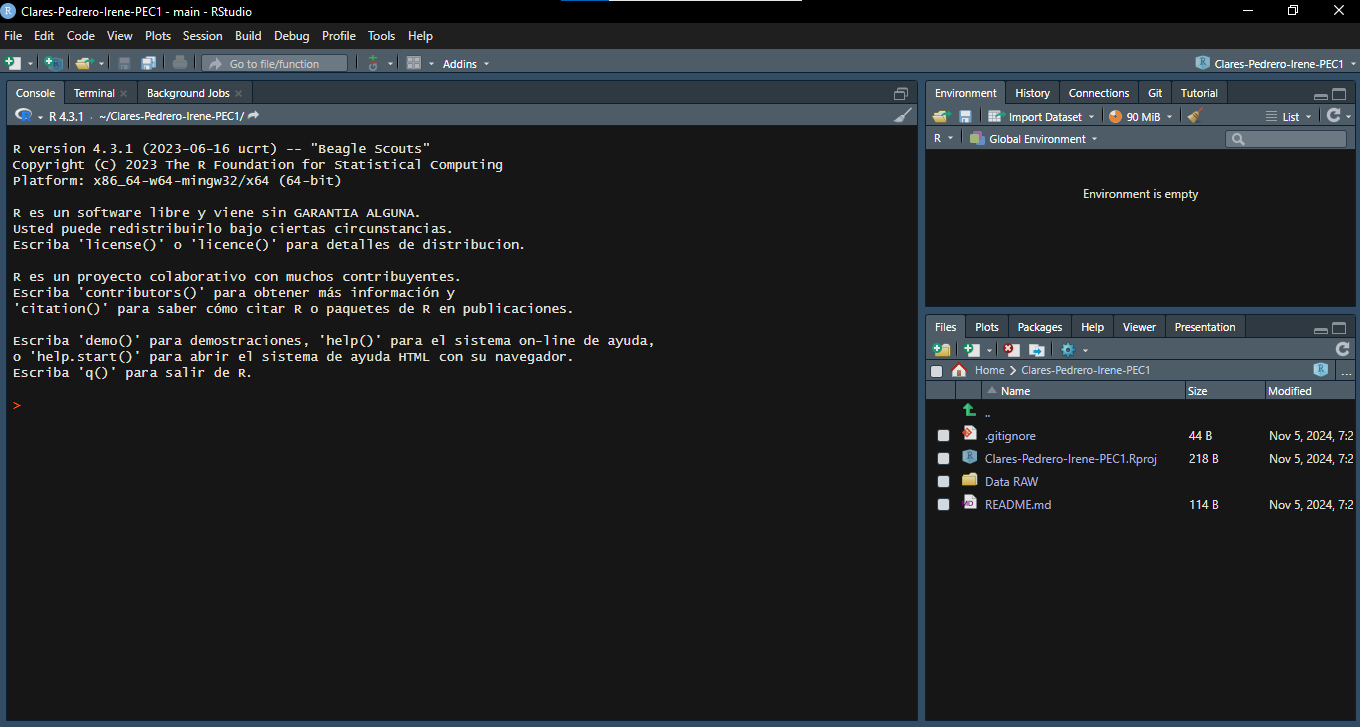 Clares-Pedrero-Irene-PEC1 - main - RStudio
File Edit Code View Plots Session Build Debug Profile Tools Help
Go to file/function Addins Clares-Pedrero-Irene-PEC1
Console Terminal Background Jobs
R 4.3.1 · ~/Clares-Pedrero-Irene-PEC1/
R version 4.3.1 (2023-06-16 ucrt) -- "Beagle Scouts"
Copyright (C) 2023 The R Foundation for Statistical Computing
Platform: x86_64-w64-mingw32/x64 (64-bit)
R es un software libre y viene sin GARANTIA ALGUNA.
Usted puede redistribuirlo bajo ciertas circunstancias.
Escriba 'license()' o 'licence()' para detalles de distribucion.
R es un proyecto colaborativo con muchos contribuyentes.
Escriba 'contributors()' para obtener más información y
'citation()' para saber cómo citar R o paquetes de R en publicaciones.
Escriba 'demo()' para demostraciones, 'help()' para el sistema on-line de ayuda,
o 'help.start()' para abrir el sistema de ayuda HTML con su navegador.
Escriba 'q()' para salir de R.
>
Environment History Connections Git Tutorial
Import Dataset 90 MiB List
R Global Environment
Environment is empty
Files Plots Packages Help Viewer Presentation
Home Clares-Pedrero-Irene-PEC1 ...
Name Size Modified
..
.gitignore 44 B Nov 5, 2024, 7:2
Clares-Pedrero-Irene-PEC1.Rproj 218 B Nov 5, 2024, 7:2
Data RAW
README.md 114 B Nov 5, 2024, 7:2